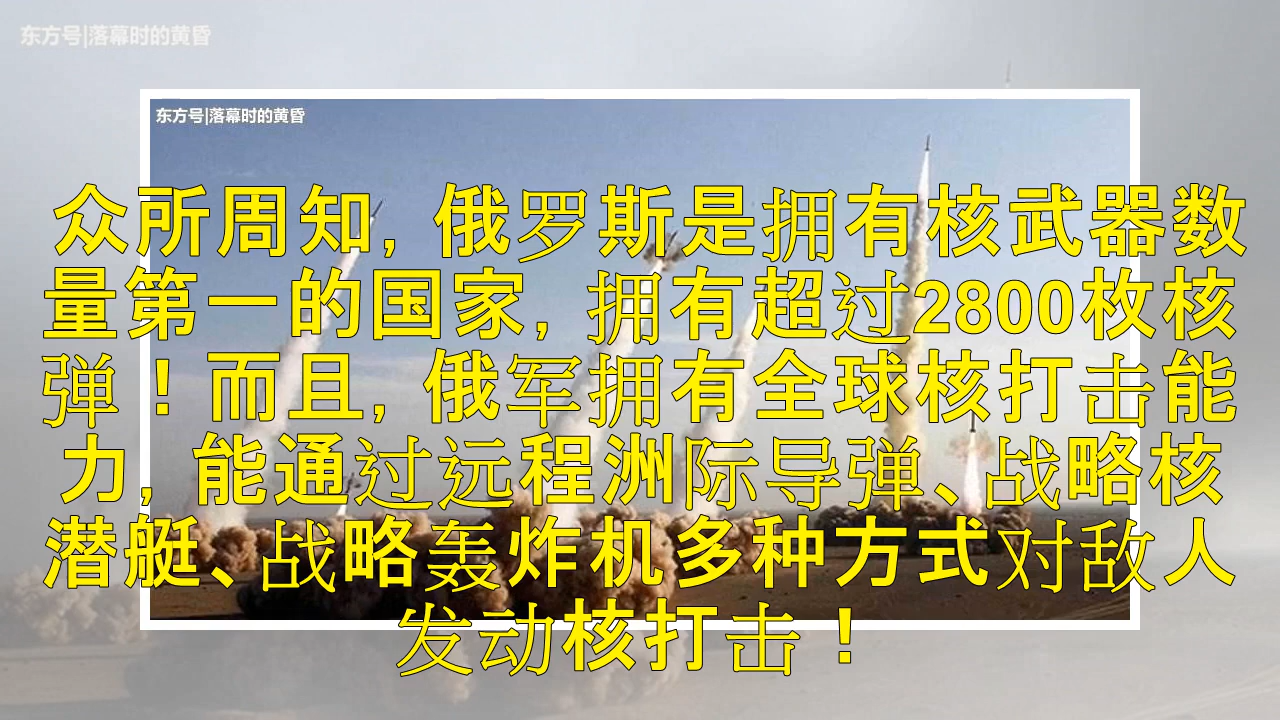 东方号|落幕时的黄昏
东方号|落幕时的黄昏
众所周知，俄罗斯是拥有核武器数
量第一的国家，拥有超过2800枚核
弹！而且，俄军拥有全球核打击能
力，能通过远程洲际导弹、战略核
潜艇、战略轰炸机多种方式对敌人
发动核打击！